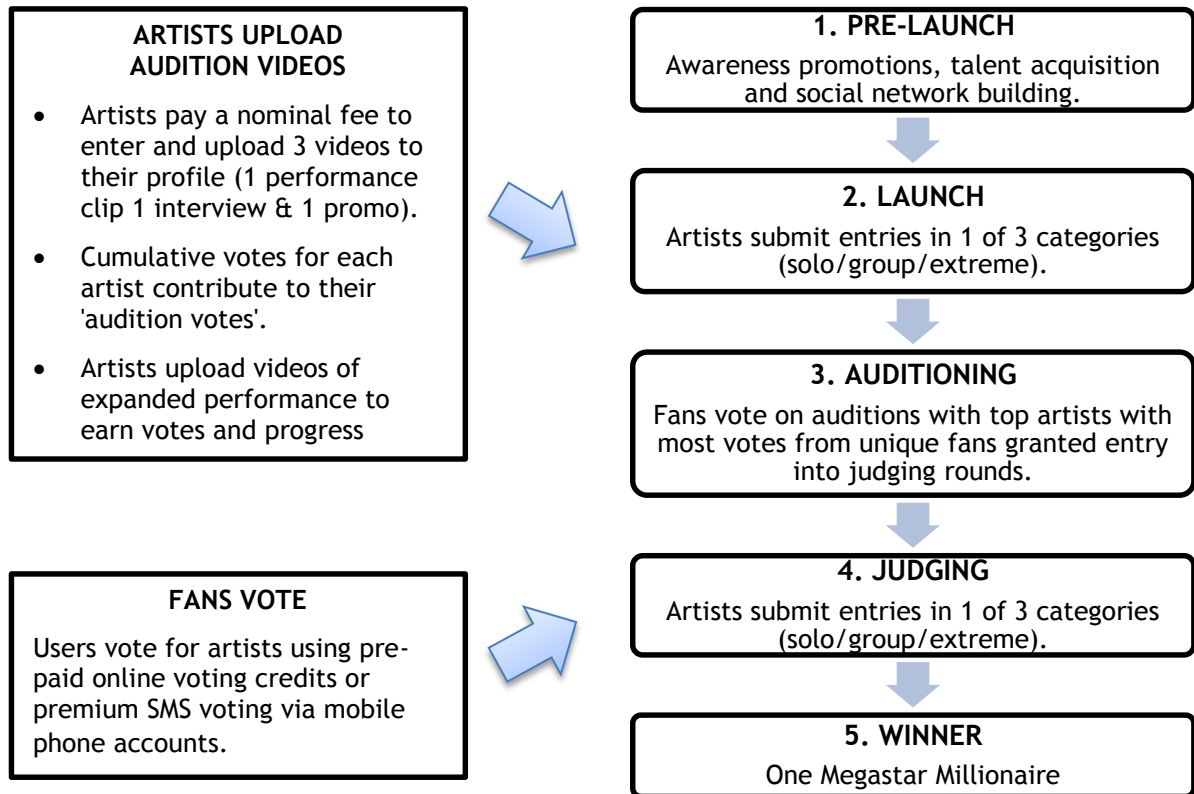 ARTISTS UPLOAD
AUDITION VIDEOS
• Artists pay a nominal fee to
enter and upload 3 videos to
their profile (1 performance
clip 1 interview & 1 promo).
• Cumulative votes for each
artist contribute to their
'audition votes'.
• Artists upload videos of
expanded performance to
earn votes and progress
FANS VOTE
Users vote for artists using pre-
paid online voting credits or
premium SMS voting via mobile
phone accounts.
1. PRE-LAUNCH
Awareness promotions, talent acquisition
and social network building.
2. LAUNCH
Artists submit entries in 1 of 3 categories
(solo/group/extreme).
3. AUDITIONING
Fans vote on auditions with top artists with
most votes from unique fans granted entry
into judging rounds.
4. JUDGING
Artists submit entries in 1 of 3 categories
(solo/group/extreme).
5. WINNER
One Megastar Millionaire